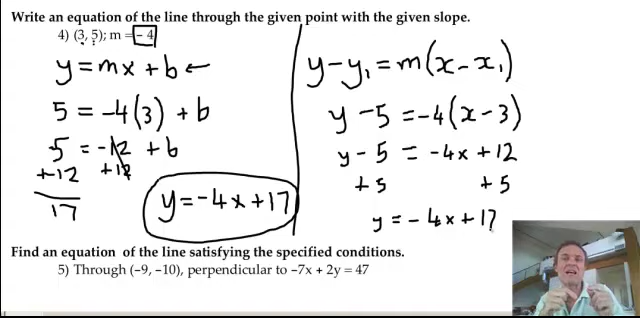 Write an equation of the line through the given point with the given slope.
4) (3, 5); m = – 4
y = mx + b ←
5 = -4(3) + b
5 = -12 + b
+12 +12
17
y = -4x + 17
y - y₁ = m(x - x₁)
y - 5 = -4(x - 3)
y - 5 = -4x + 12
+5 +5
y = -4x + 17
Find an equation of the line satisfying the specified conditions.
5) Through (–9, –10), perpendicular to –7x + 2y = 47